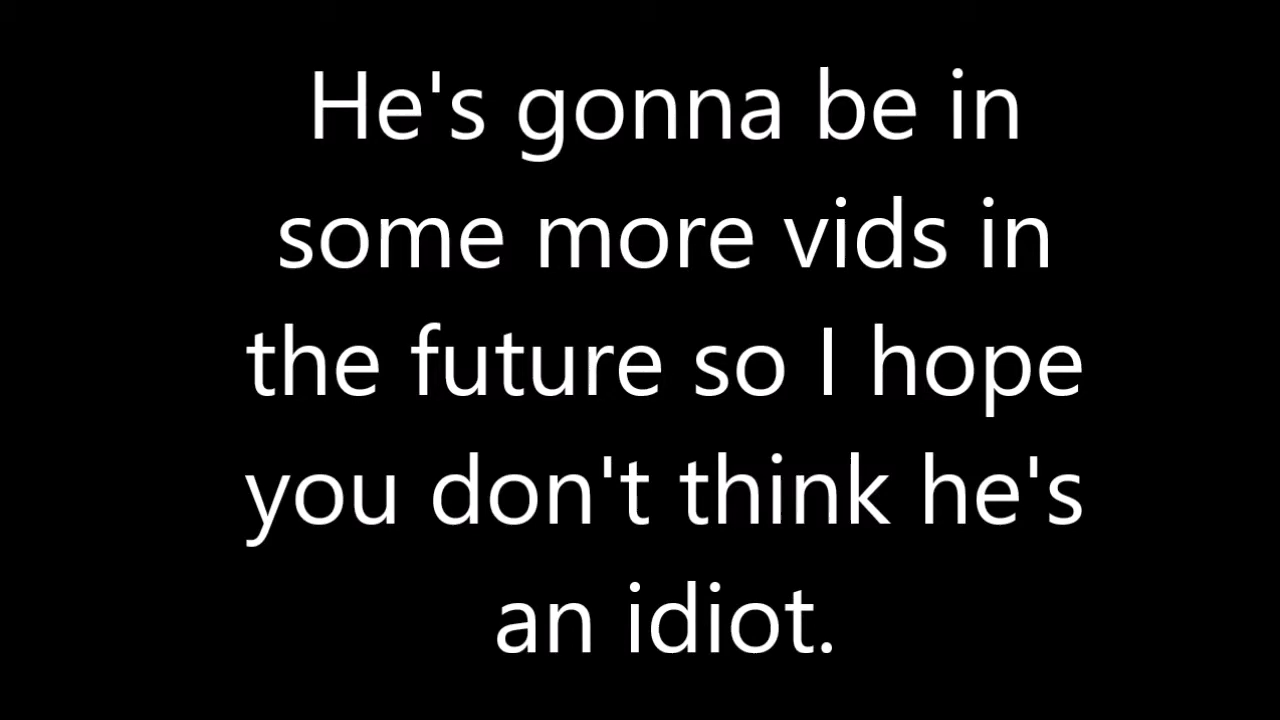 He's gonna be in
some more vids in
the future so I hope
you don't think he's
an idiot.